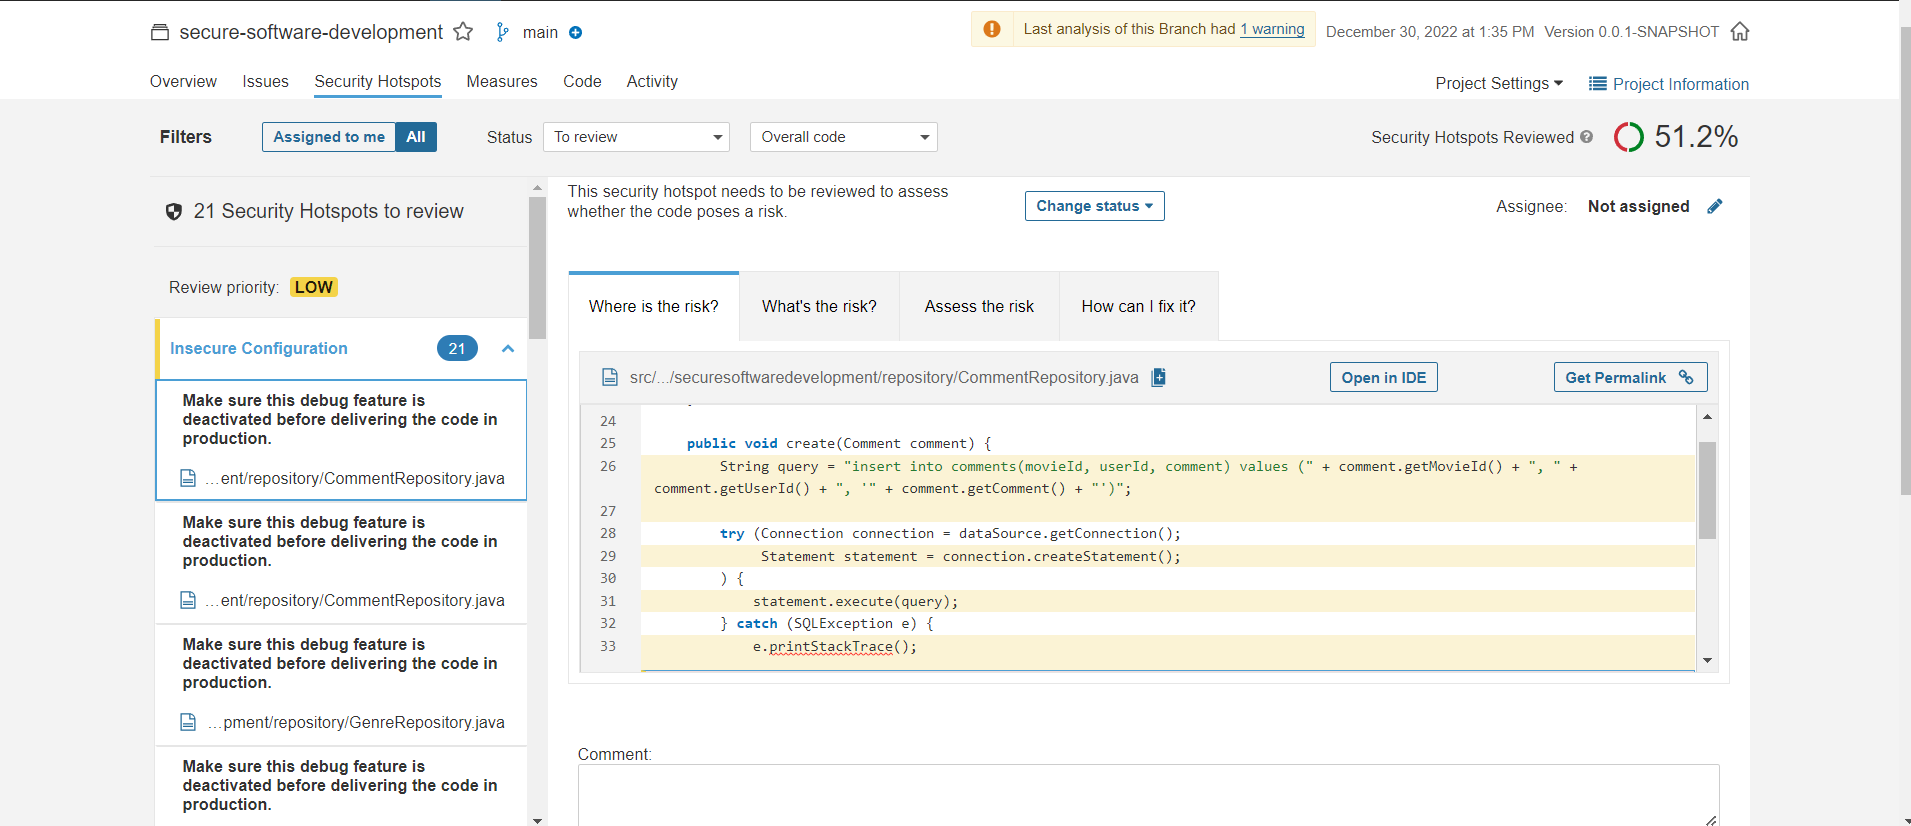 secure-software-development main
Last analysis of this Branch had 1 warning
December 30, 2022 at 1:35 PM Version 0.0.1-SNAPSHOT
Overview Issues Security Hotspots Measures Code Activity
Project Settings Project Information
Filters Assigned to me All Status To review Overall code
Security Hotspots Reviewed ? 51.2%
21 Security Hotspots to review
Review priority: LOW
Insecure Configuration 21
Make sure this debug feature is
deactivated before delivering the code in
production.
...ent/repository/CommentRepository.java
Make sure this debug feature is
deactivated before delivering the code in
production.
...ent/repository/CommentRepository.java
Make sure this debug feature is
deactivated before delivering the code in
production.
...pment/repository/GenreRepository.java
Make sure this debug feature is
deactivated before delivering the code in
production.
This security hotspot needs to be reviewed to assess
whether the code poses a risk.
Change status
Assignee: Not assigned
Where is the risk? What's the risk? Assess the risk How can I fix it?
src/.../securesoftwaredevelopment/repository/CommentRepository.java
Open in IDE Get Permalink
24
25 public void create(Comment comment) {
26 String query = "insert into comments(movieId, userId, comment) values (" + comment.getMovieId() + ", " +
comment.getUserId() + ", '" + comment.getComment() + "')";
27
28 try (Connection connection = dataSource.getConnection();
29 Statement statement = connection.createStatement();
30 ) {
31 statement.execute(query);
32 } catch (SQLException e) {
33 e.printStackTrace();
Comment: